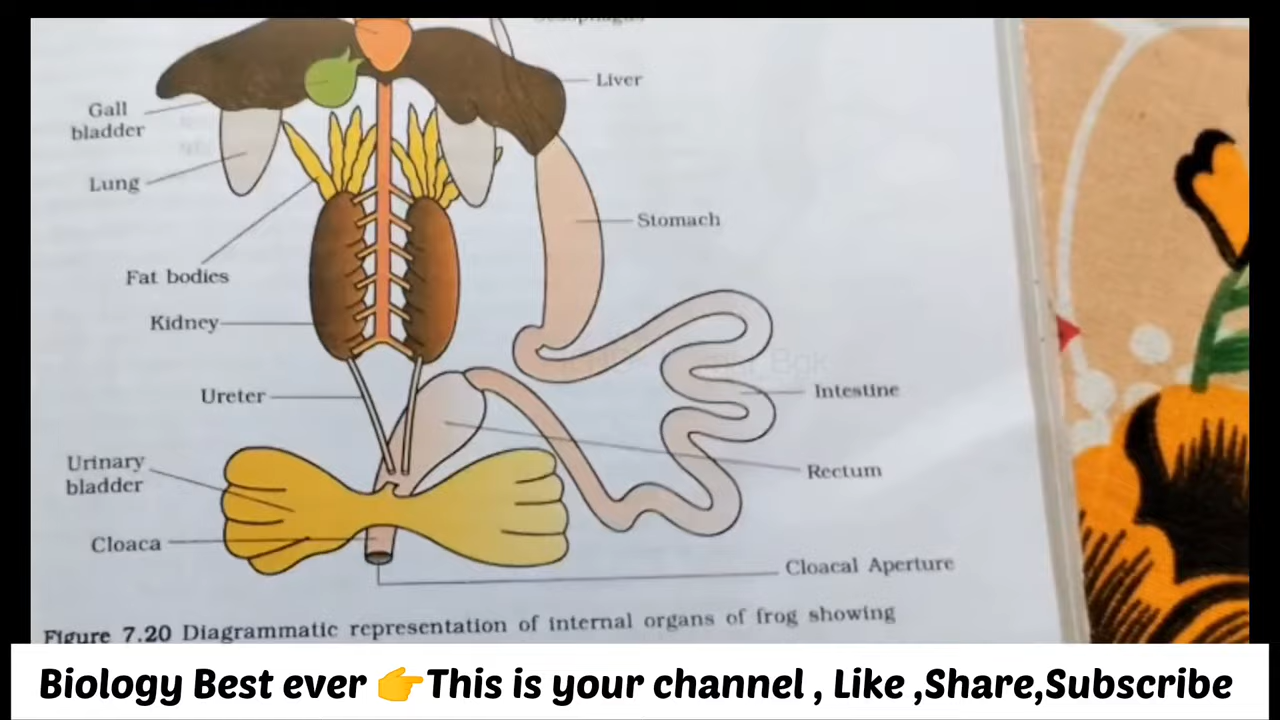 Oesophagus
Liver
Gall
bladder
Lung
Stomach
Fat bodies
Kidney
Ureter
Intestine
Urinary
bladder
Rectum
Cloaca
Cloacal Aperture
Figure 7.20 Diagrammatic representation of internal organs of frog showing
Biology Best ever 👉This is your channel , Like ,Share,Subscribe